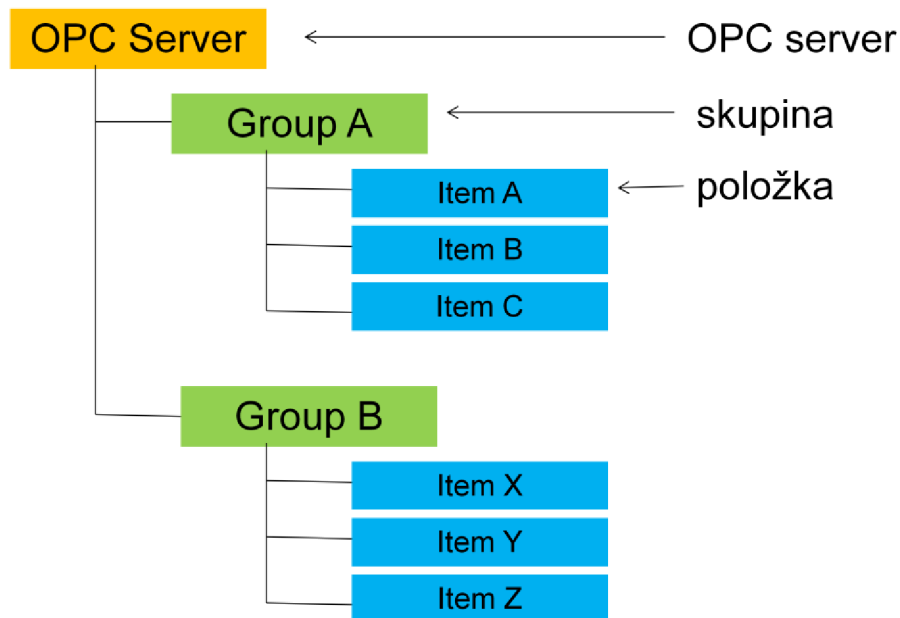 OPC Server
OPC server
Group A
skupina
Item A
položka
Item B
Item C
Group B
Item X
Item Y
Item Z